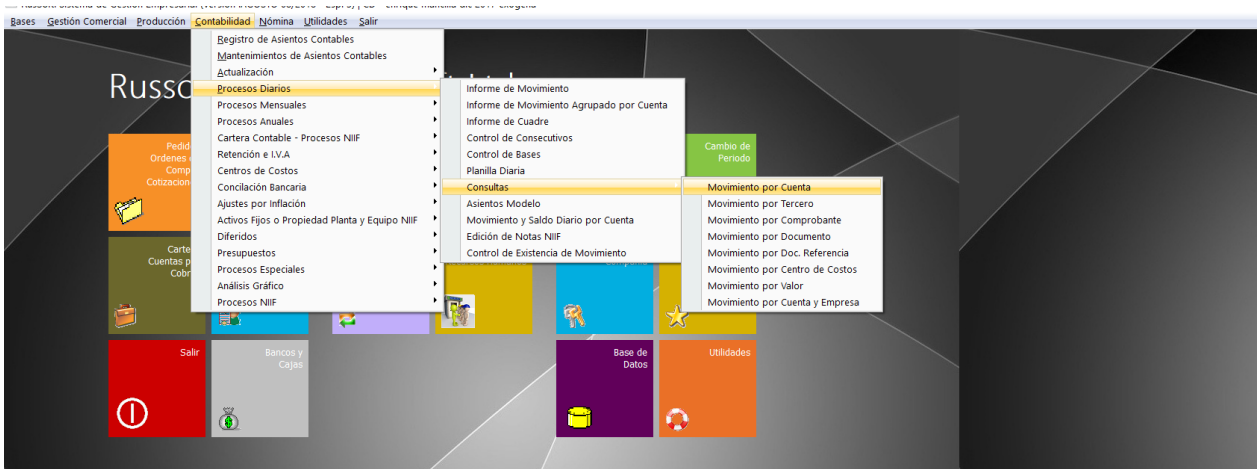 Bases Gestión Comercial Producción Contabilidad Nómina Utilidades Salir
Registro de Asientos Contables
Mantenimientos de Asientos Contables
Actualización
Procesos Diarios
Procesos Mensuales
Procesos Anuales
Cartera Contable - Procesos NIIF
Retención e I.V.A
Centros de Costos
Concilación Bancaria
Ajustes por Inflación
Activos Fijos o Propiedad Planta y Equipo NIIF
Diferidos
Presupuestos
Procesos Especiales
Análisis Gráfico
Procesos NIIF
Informe de Movimiento
Informe de Movimiento Agrupado por Cuenta
Informe de Cuadre
Control de Consecutivos
Control de Bases
Planilla Diaria
Consultas
Asientos Modelo
Movimiento y Saldo Diario por Cuenta
Edición de Notas NIIF
Control de Existencia de Movimiento
Movimiento por Cuenta
Movimiento por Tercero
Movimiento por Comprobante
Movimiento por Documento
Movimiento por Doc. Referencia
Movimiento por Centro de Costos
Movimiento por Valor
Movimiento por Cuenta y Empresa
Cambio de
Periodo
Salir
Bancos y
Cajas
Base de
Datos
Utilidades